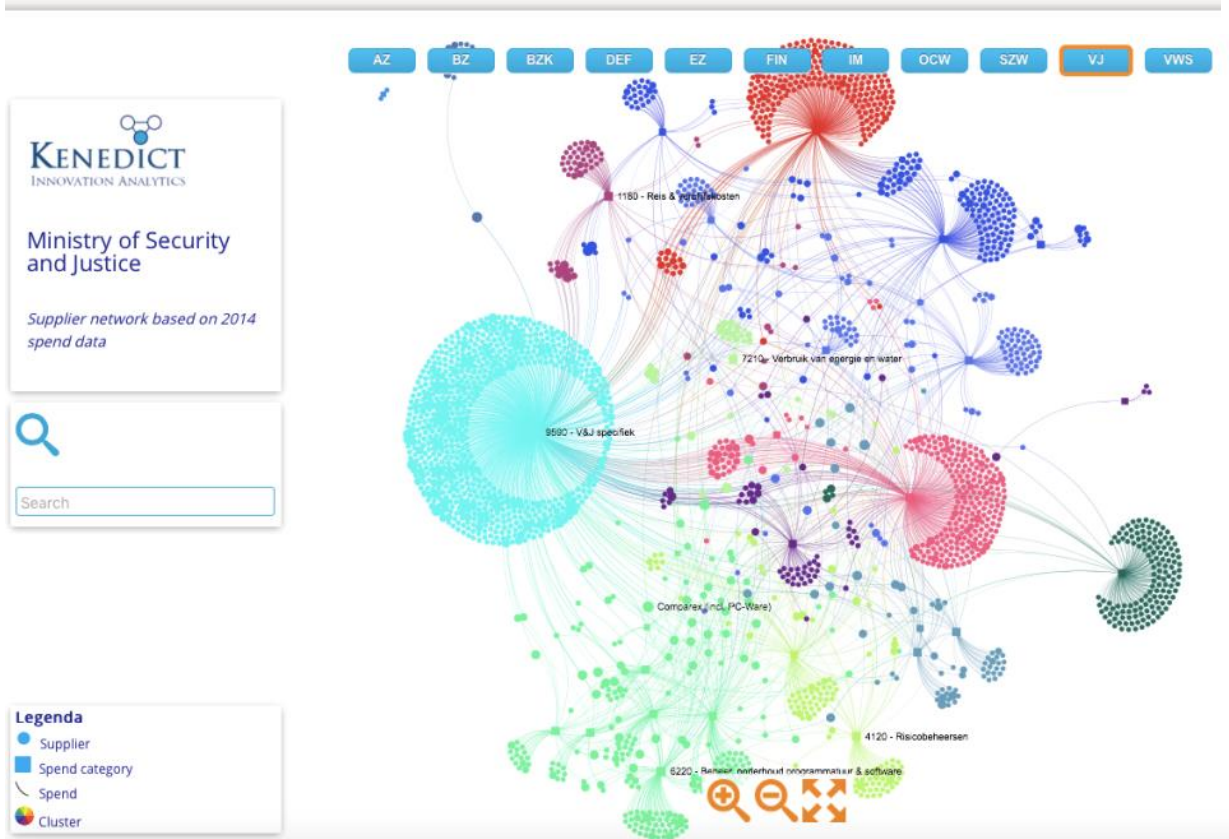 AZ
BZ
BZK
DEF
EZ
FIN
IM
OCW
SZW
VJ
VWS
KENEDICT
INNOVATION ANALYTICS
Ministry of Security
and Justice
Supplier network based on 2014
spend data
Search
Legenda
Supplier
Spend category
Spend
Cluster
1180 - Reis &
7210 - Verbruik van energie en water
9590 - V&J specifiek
Comparex (incl. PC-Ware)
4120 - Risicobeheersen
6220 - Beheer, onderhoud programmatuur & software